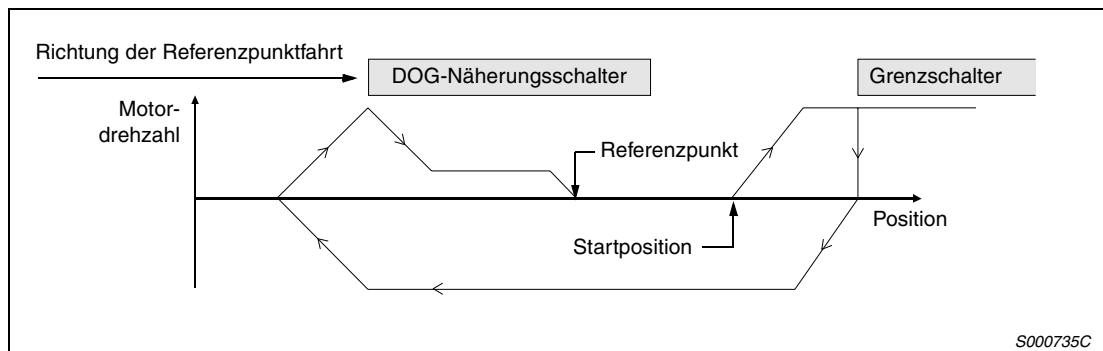 Richtung der Referenzpunktfahrt
DOG-Näherungsschalter
Grenzschalter
Motor-
drehzahl
Referenzpunkt
Position
Startposition
S000735C